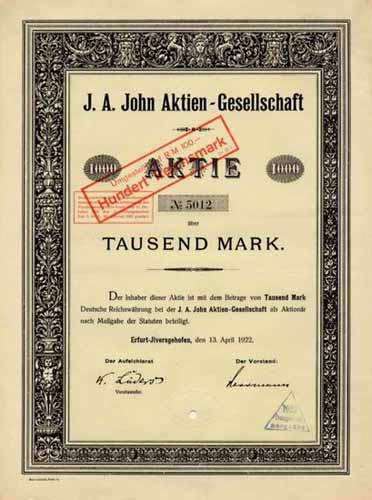 J. A. John Aktien-Gesellschaft
Umgestellt auf R.M. 100.–
Hundert Reichsmark
1000 AKTIE 1000
№ 5012
über
TAUSEND MARK.
Der Inhaber dieser Aktie ist mit dem Betrage von Tausend Mark
Deutsche Reichswährung bei der J. A. John Aktien-Gesellschaft als Aktionär
nach Maßgabe der Statuten beteiligt.
Erfurt-Ilversgehofen, den 13. April 1922.
Der Aufsichtsrat
Der Vorstand:
Vorsitzender.